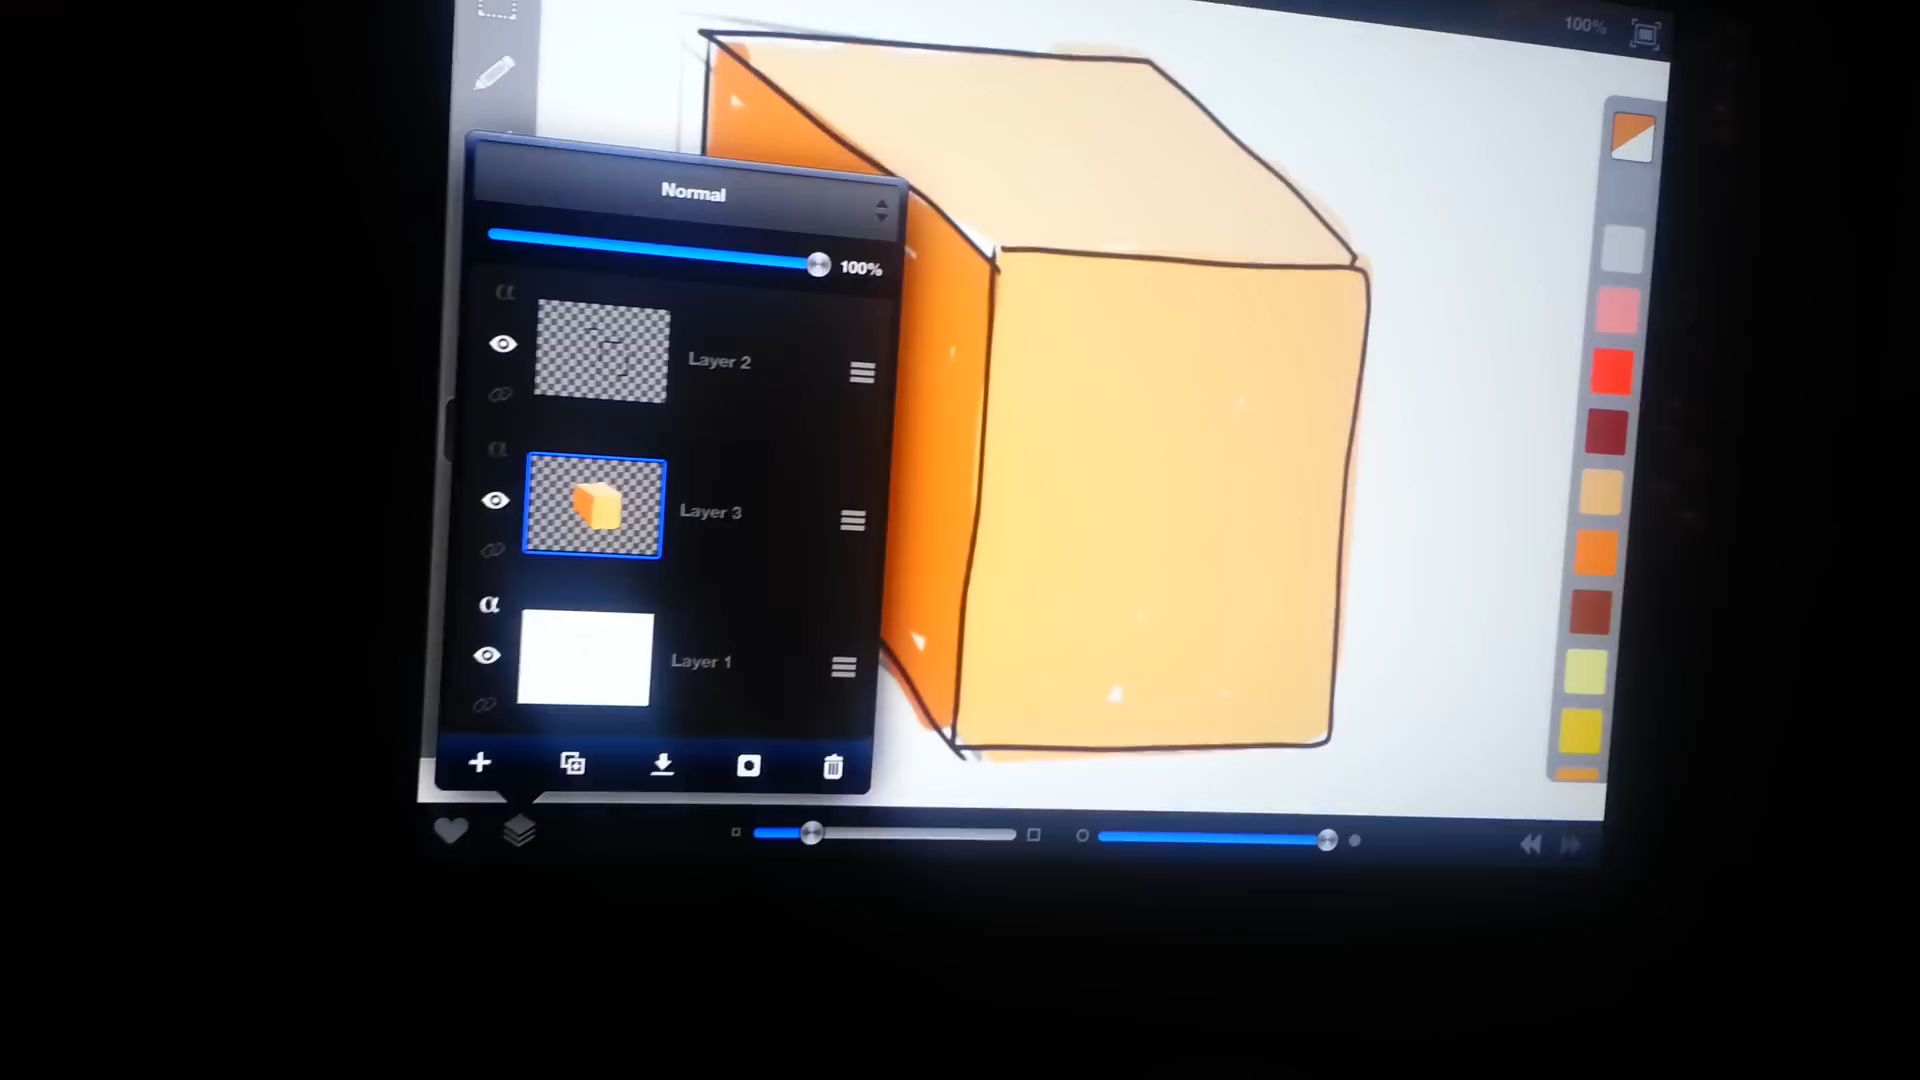 100%
Normal
100%
α
Layer 2
α
Layer 3
α
Layer 1